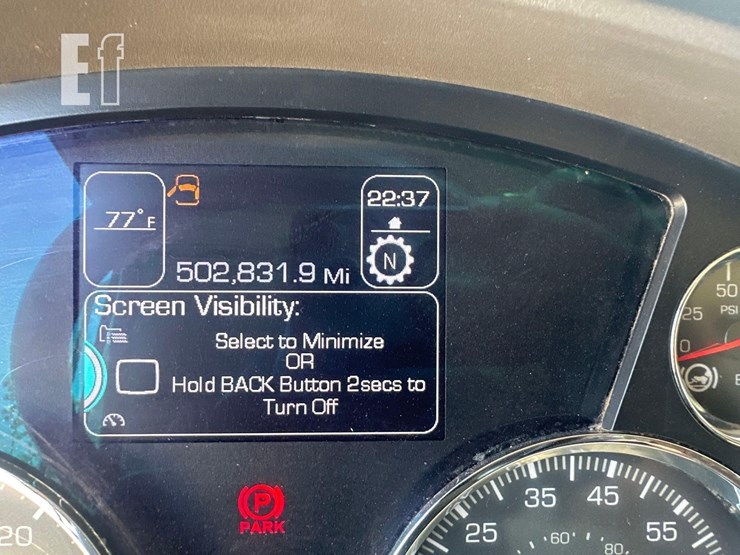 Ef
22:37
77°F
N
502,831.9 Mi
Screen Visibility:
Select to Minimize
OR
Hold BACK Button 2secs to
Turn Off
50
PSI
25
0
P
PARK
20
25
35
45
55
60
80